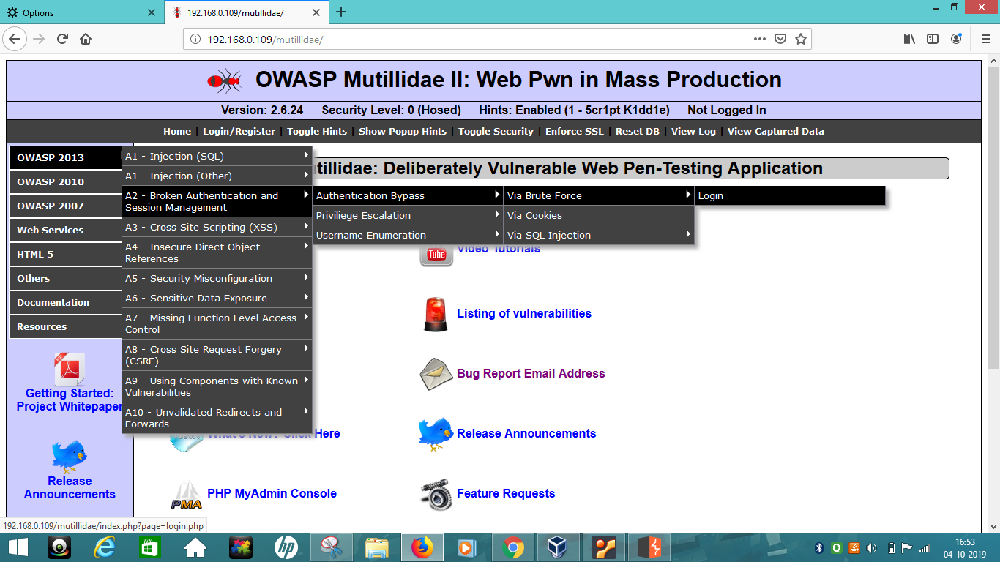 Options
192.168.0.109/mutillidae/
192.168.0.109/mutillidae/
OWASP Mutillidae II: Web Pwn in Mass Production
Version: 2.6.24 Security Level: 0 (Hosed) Hints: Enabled (1 - 5cr1pt K1dd1e) Not Logged In
Home | Login/Register | Toggle Hints | Show Popup Hints | Toggle Security | Enforce SSL | Reset DB | View Log | View Captured Data
OWASP 2013
OWASP 2010
OWASP 2007
Web Services
HTML 5
Others
Documentation
Resources
PDF
Getting Started:
Project Whitepaper
Release
Announcements
A1 - Injection (SQL)
A1 - Injection (Other)
A2 - Broken Authentication and
Session Management
A3 - Cross Site Scripting (XSS)
A4 - Insecure Direct Object
References
A5 - Security Misconfiguration
A6 - Sensitive Data Exposure
A7 - Missing Function Level Access
Control
A8 - Cross Site Request Forgery
(CSRF)
A9 - Using Components with Known
Vulnerabilities
A10 - Unvalidated Redirects and
Forwards
Authentication Bypass
Priviliege Escalation
Username Enumeration
Via Brute Force
Via Cookies
Via SQL Injection
Login
tillidae: Deliberately Vulnerable Web Pen-Testing Application
Tube
Video Tutorials
Listing of vulnerabilities
Bug Report Email Address
What's New? Click Here
Release Announcements
PMA
PHP MyAdmin Console
Feature Requests
192.168.0.109/mutillidae/index.php?page=login.php
hp
16:53
04-10-2019